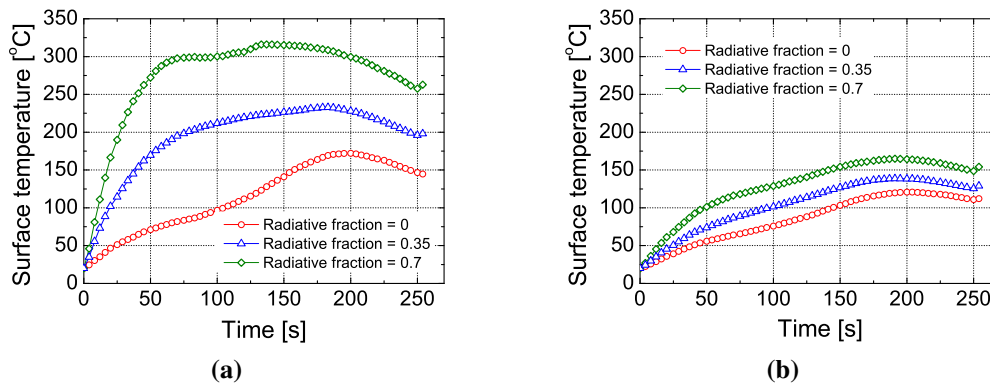 350
300
250
200
150
100
50
0
Surface temperature [°C]
0 50 100 150 200 250
Time [s]
Radiative fraction = 0
Radiative fraction = 0.35
Radiative fraction = 0.7
(a)
350
300
250
200
150
100
50
0
Surface temperature [°C]
Radiative fraction = 0
Radiative fraction = 0.35
Radiative fraction = 0.7
0 50 100 150 200 250
Time [s]
(b)